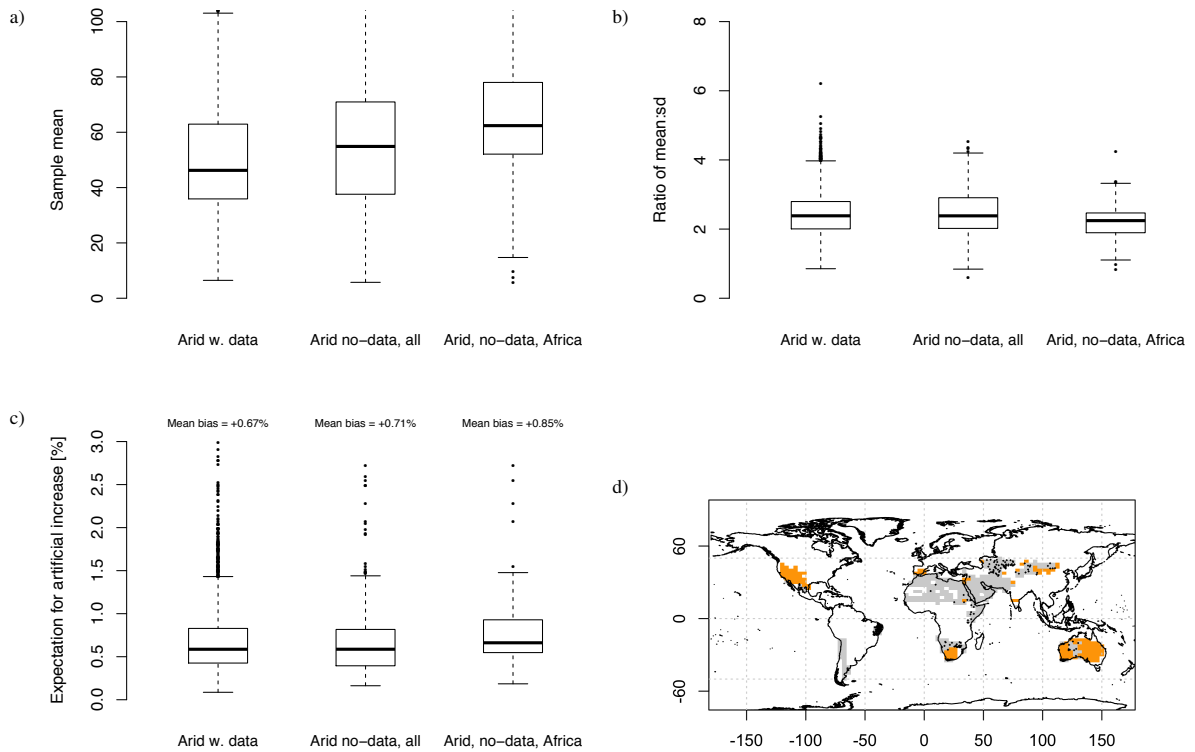 a)
100
80
60
40
20
0
Sample mean
Arid w. data
Arid no−data, all
Arid, no−data, Africa
b)
8
6
4
2
0
Ratio of mean:sd
Arid w. data
Arid no−data, all
Arid, no−data, Africa
c)
Mean bias = +0.67%
Mean bias = +0.71%
Mean bias = +0.85%
3.0
2.5
2.0
1.5
1.0
0.5
0.0
Expectation for artificial increase [%]
Arid w. data
Arid no−data, all
Arid, no−data, Africa
d)
60
0
-60
-150
-100
-50
0
50
100
150